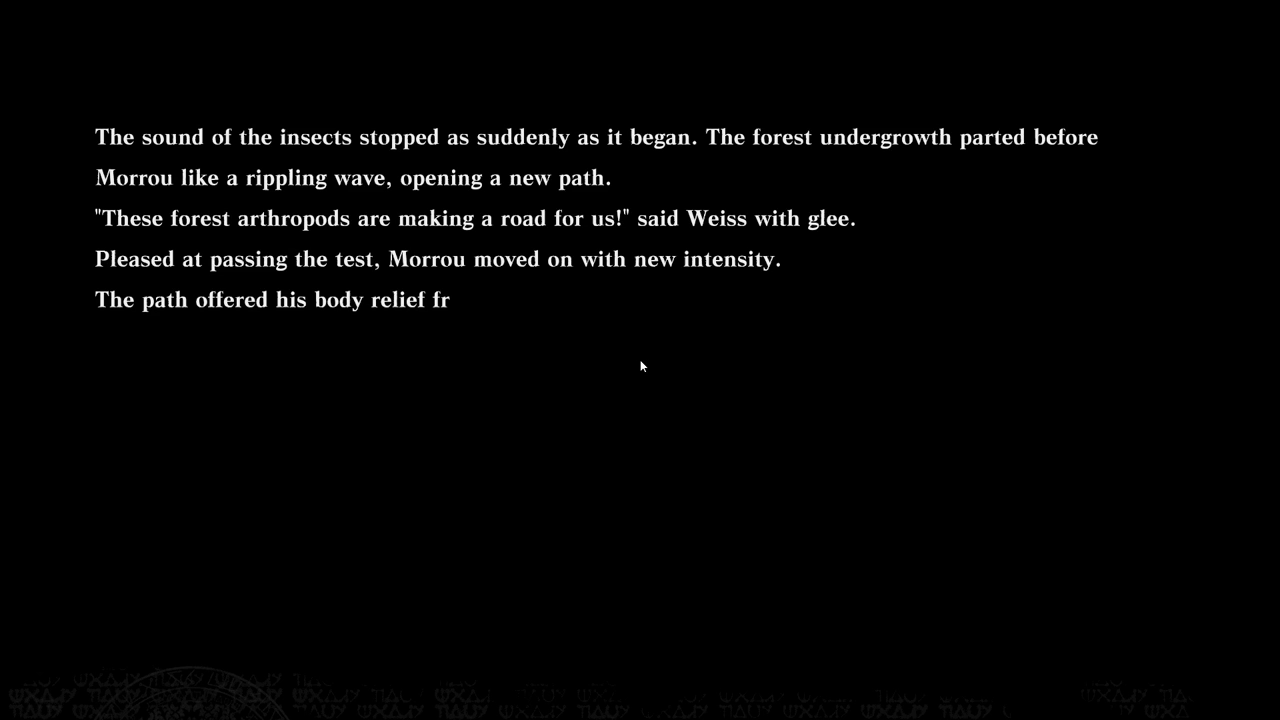 The sound of the insects stopped as suddenly as it began. The forest undergrowth parted before
Morrou like a rippling wave, opening a new path.
"These forest arthropods are making a road for us!" said Weiss with glee.
Pleased at passing the test, Morrou moved on with new intensity.
The path offered his body relief fr